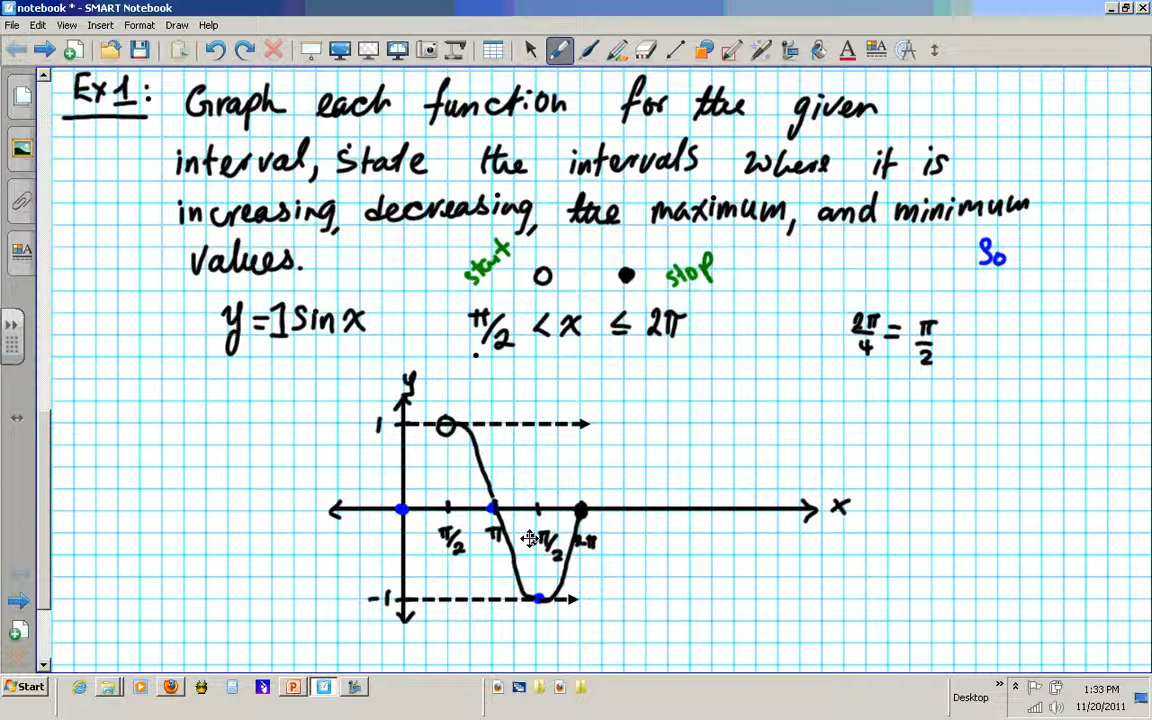 notebook * - SMART Notebook
File Edit View Insert Format Draw Help
Ex 1: Graph each function for the given
interval, state the intervals where it is
increasing, decreasing, the maximum, and minimum
values.
So
start stop
y = 1 sin x π/2 < x ≤ 2π
2π/4 = π/2
y
1
x
π/2 π π/2 2π
-1
Start
Desktop
1:33 PM
11/20/2011